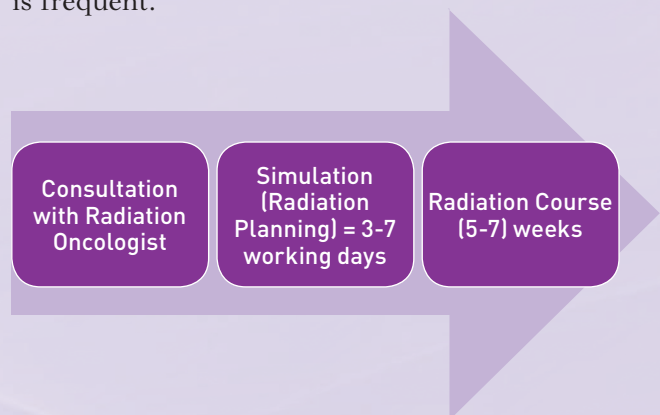 is frequent.
Consultation
with Radiation
Oncologist
Simulation
(Radiation
Planning) = 3-7
working days
Radiation Course
(5-7) weeks